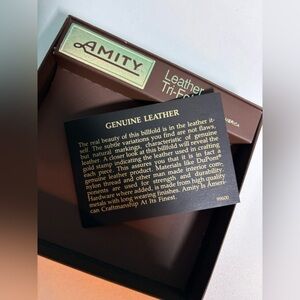 AMITY
Leather
Tri-Fo
GENUINE LEATHER
The real beauty of this billfold is in the leather it-
self. The subtle variations you find are not flaws,
but natural markings, characteristic of genuine
leather. A closer look at this billfold will reveal the
gold stamp indicating the leather used in crafting
each piece. This assures you that it is in fact a
genuine leather product. Materials like DuPont®
nylon thread and other man made interior com-
ponents are used for strength and durability.
Hardware where added, is made from high quality
metals with long wearing finishes. Amity Is Ameri-
can Craftmanship At Its Finest.